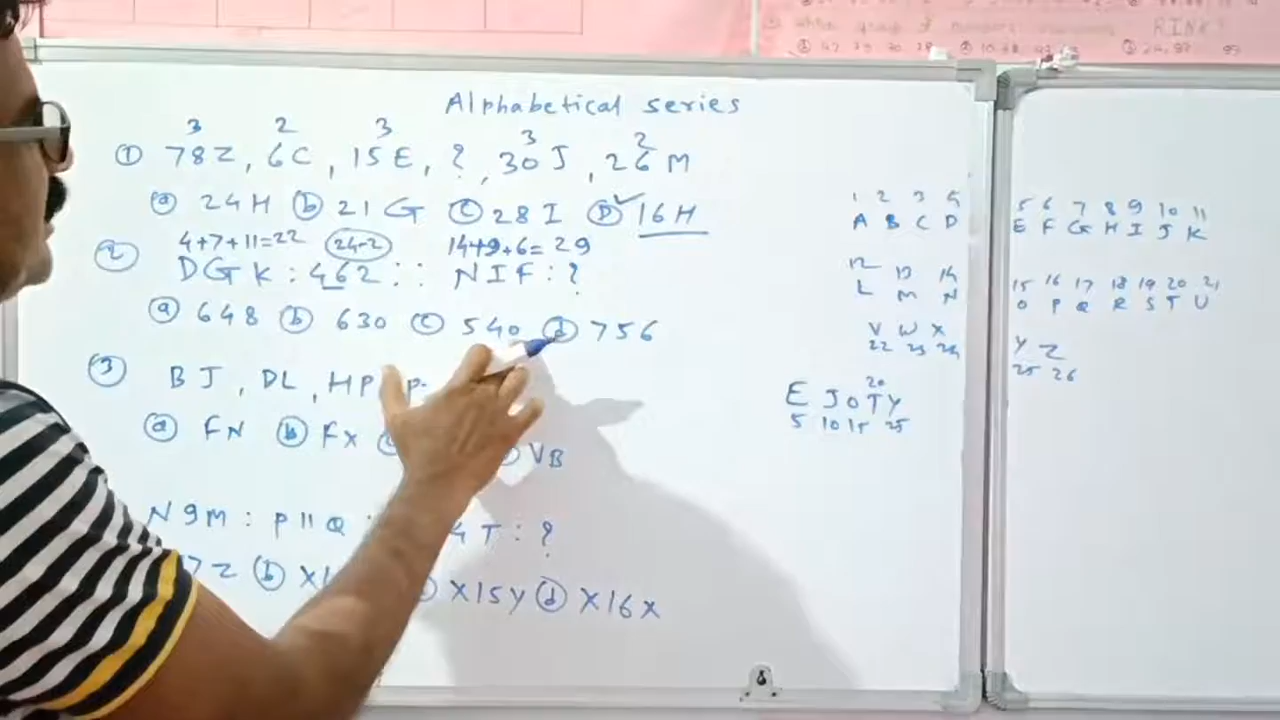 RINK?
Alphabetical series
3 2 3 3 2
① 78Z, 6C, 15E, ?, 30J, 26M
ⓐ 24H ⓑ 21G ⓒ 28I Ⓓ 16H
4+7+11=22 24-2 14+9+6=29
② DGK : 462 :: NIF : ?
ⓐ 648 ⓑ 630 ⓒ 540 ⓓ 756
③ BJ, DL, HP
ⓐ FN ⓑ FX VB
N9M : P11Q : 4T : ?
7Z ⓑ X1 X15Y ⓓ X16X
1 2 3 4
A B C D
5 6 7 8 9 10 11
E F G H I J K
12 13 14
L M N
15 16 17 18 19 20 21
O P Q R S T U
V W X
22 23 24
Y Z
25 26
20
E J O T Y
5 10 15 25